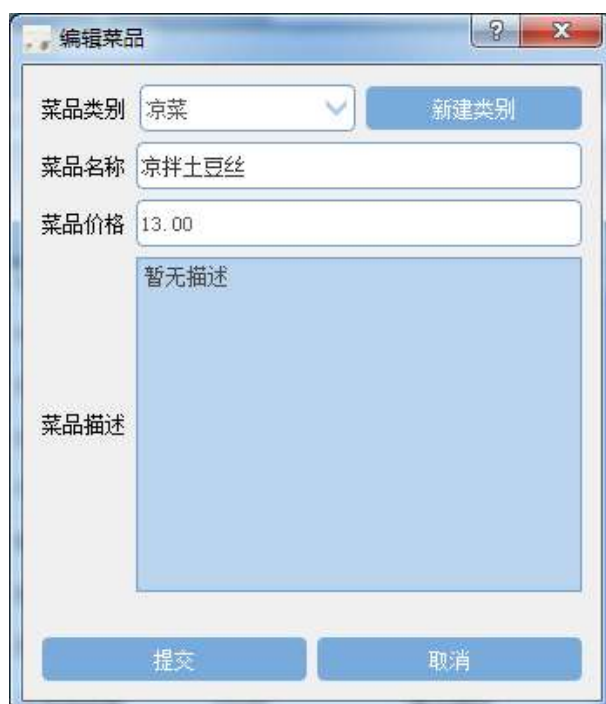 编辑菜品
菜品类别 凉菜 新建类别
菜品名称 凉拌土豆丝
菜品价格 13.00
暂无描述
菜品描述
提交 取消